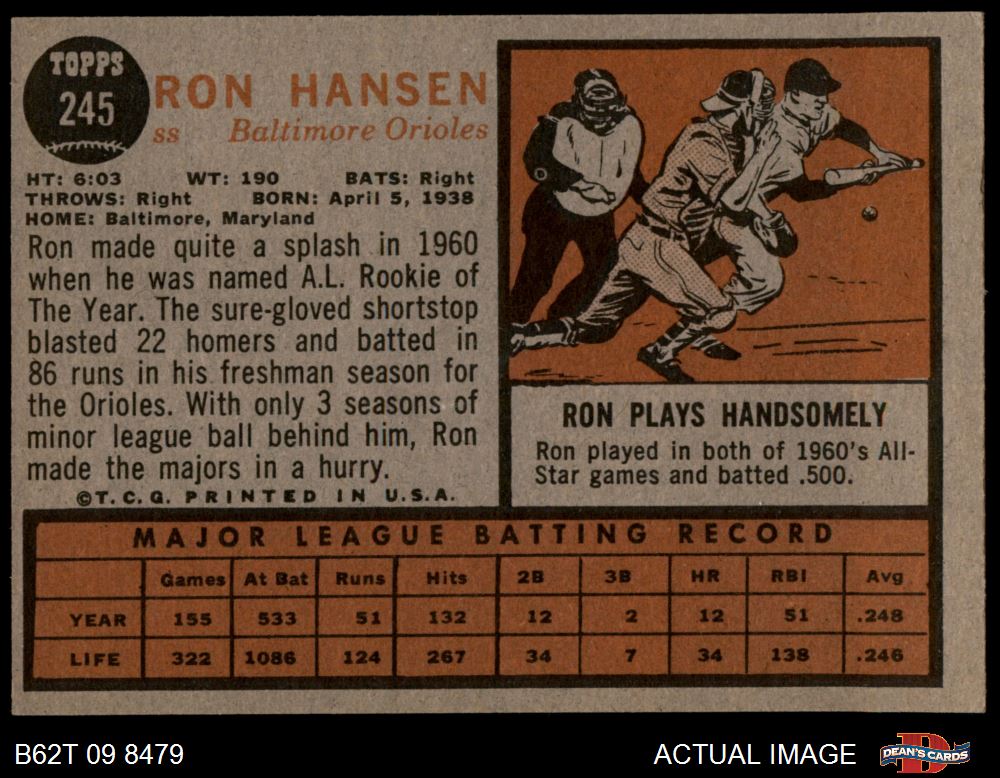 TOPPS
245
RON HANSEN
ss Baltimore Orioles
HT: 6:03 WT: 190 BATS: Right
THROWS: Right BORN: April 5, 1938
HOME: Baltimore, Maryland
Ron made quite a splash in 1960
when he was named A.L. Rookie of
The Year. The sure-gloved shortstop
blasted 22 homers and batted in
86 runs in his freshman season for
the Orioles. With only 3 seasons of
minor league ball behind him, Ron
made the majors in a hurry.
©T.C.G. PRINTED IN U.S.A.
RON PLAYS HANDSOMELY
Ron played in both of 1960's All-
Star games and batted .500.
MAJOR LEAGUE BATTING RECORD
Games At Bat Runs Hits 2B 3B HR RBI Avg
YEAR 155 533 51 132 12 2 12 51 .248
LIFE 322 1086 124 267 34 7 34 138 .246
B62T 09 8479
ACTUAL IMAGE
DEAN'S CARDS